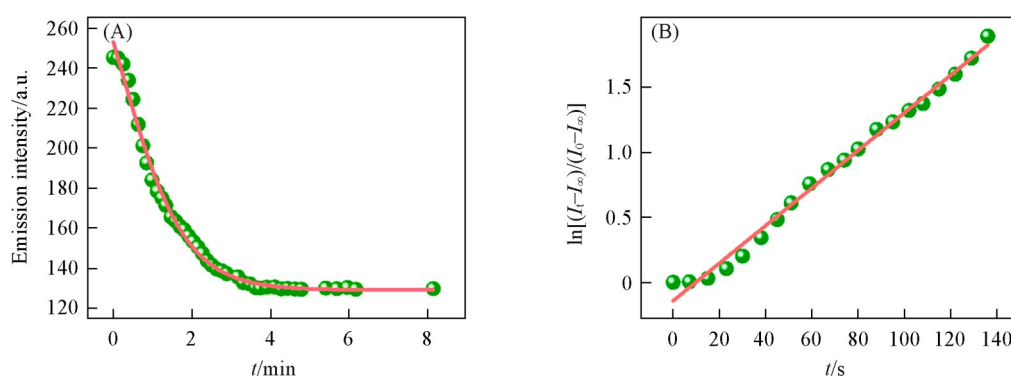 (A)
Emission intensity/a.u.
260
240
220
200
180
160
140
120
0 2 4 6 8
t/min
(B)
ln[(It−I∞)/(I0−I∞)]
1.5
1.0
0.5
0
0 20 40 60 80 100 120 140
t/s